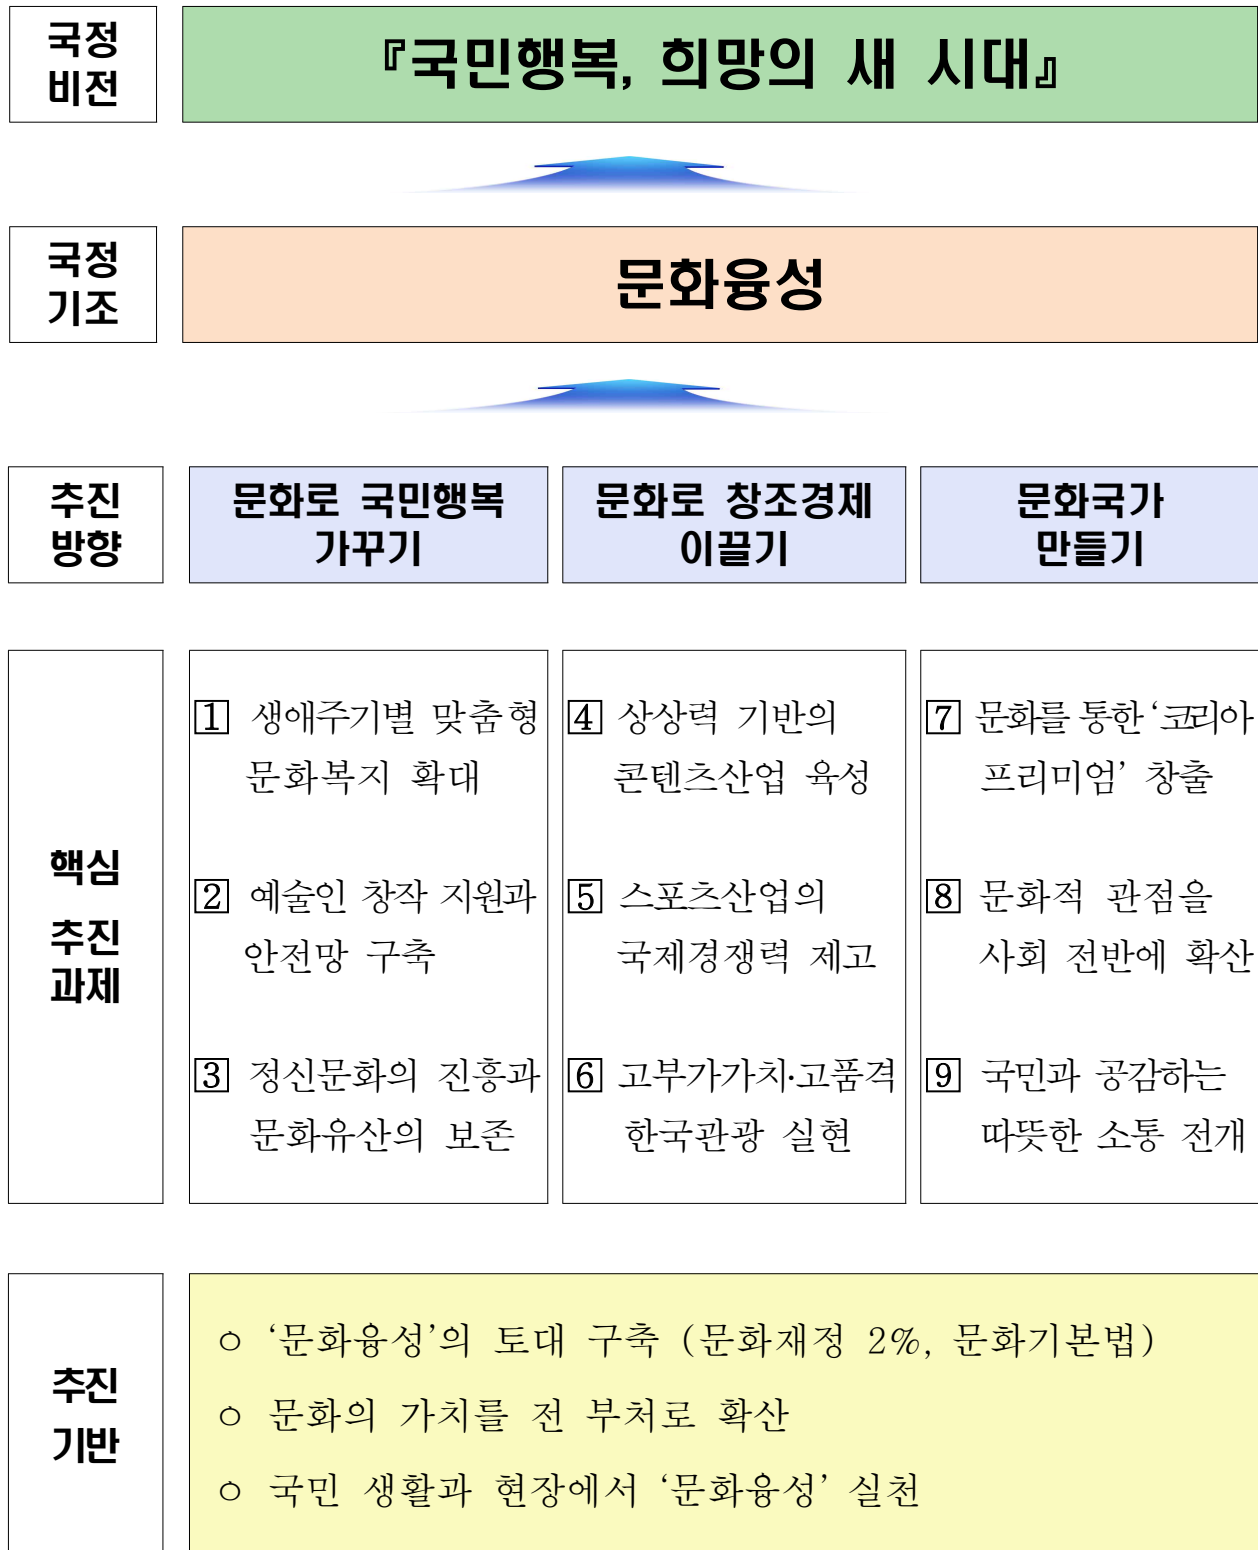 국정
비전
『국민행복, 희망의 새 시대』
국정
기조
문화융성
추진
방향
문화로 국민행복
가꾸기
문화로 창조경제
이끌기
문화국가
만들기
핵심
추진
과제
1 생애주기별 맞춤형
문화복지 확대
2 예술인 창작 지원과
안전망 구축
3 정신문화의 진흥과
문화유산의 보존
4 상상력 기반의
콘텐츠산업 육성
5 스포츠산업의
국제경쟁력 제고
6 고부가가치·고품격
한국관광 실현
7 문화를 통한 ‘코리아
프리미엄’ 창출
8 문화적 관점을
사회 전반에 확산
9 국민과 공감하는
따뜻한 소통 전개
추진
기반
ㅇ ‘문화융성’의 토대 구축 (문화재정 2%, 문화기본법)
ㅇ 문화의 가치를 전 부처로 확산
ㅇ 국민 생활과 현장에서 ‘문화융성’ 실천